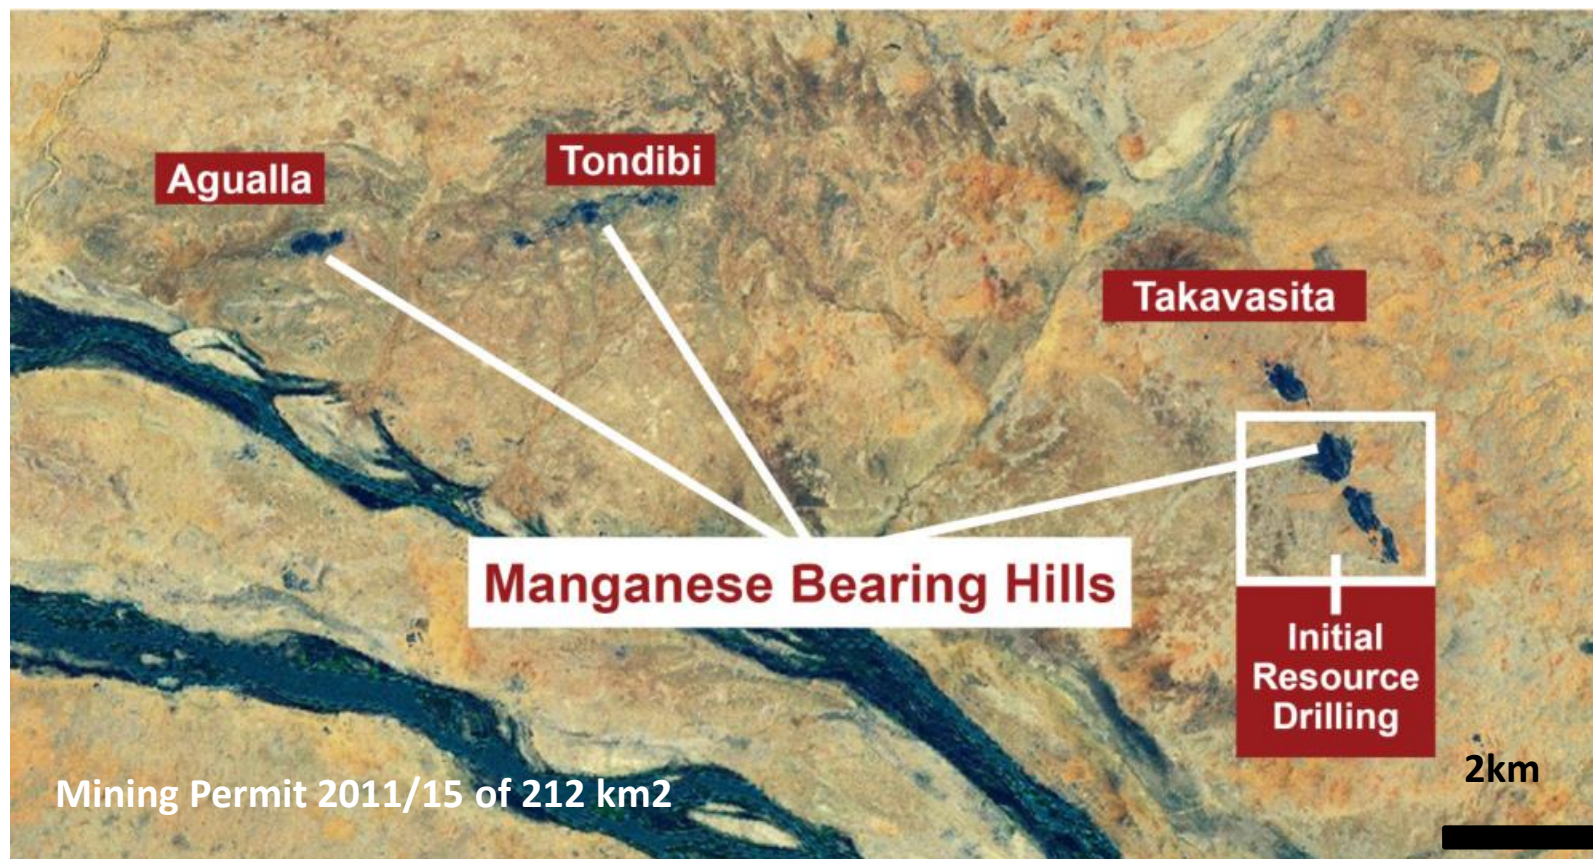 Agualla
Tondibi
Takavasita
Manganese Bearing Hills
Initial
Resource
Drilling
2km
Mining Permit 2011/15 of 212 km2